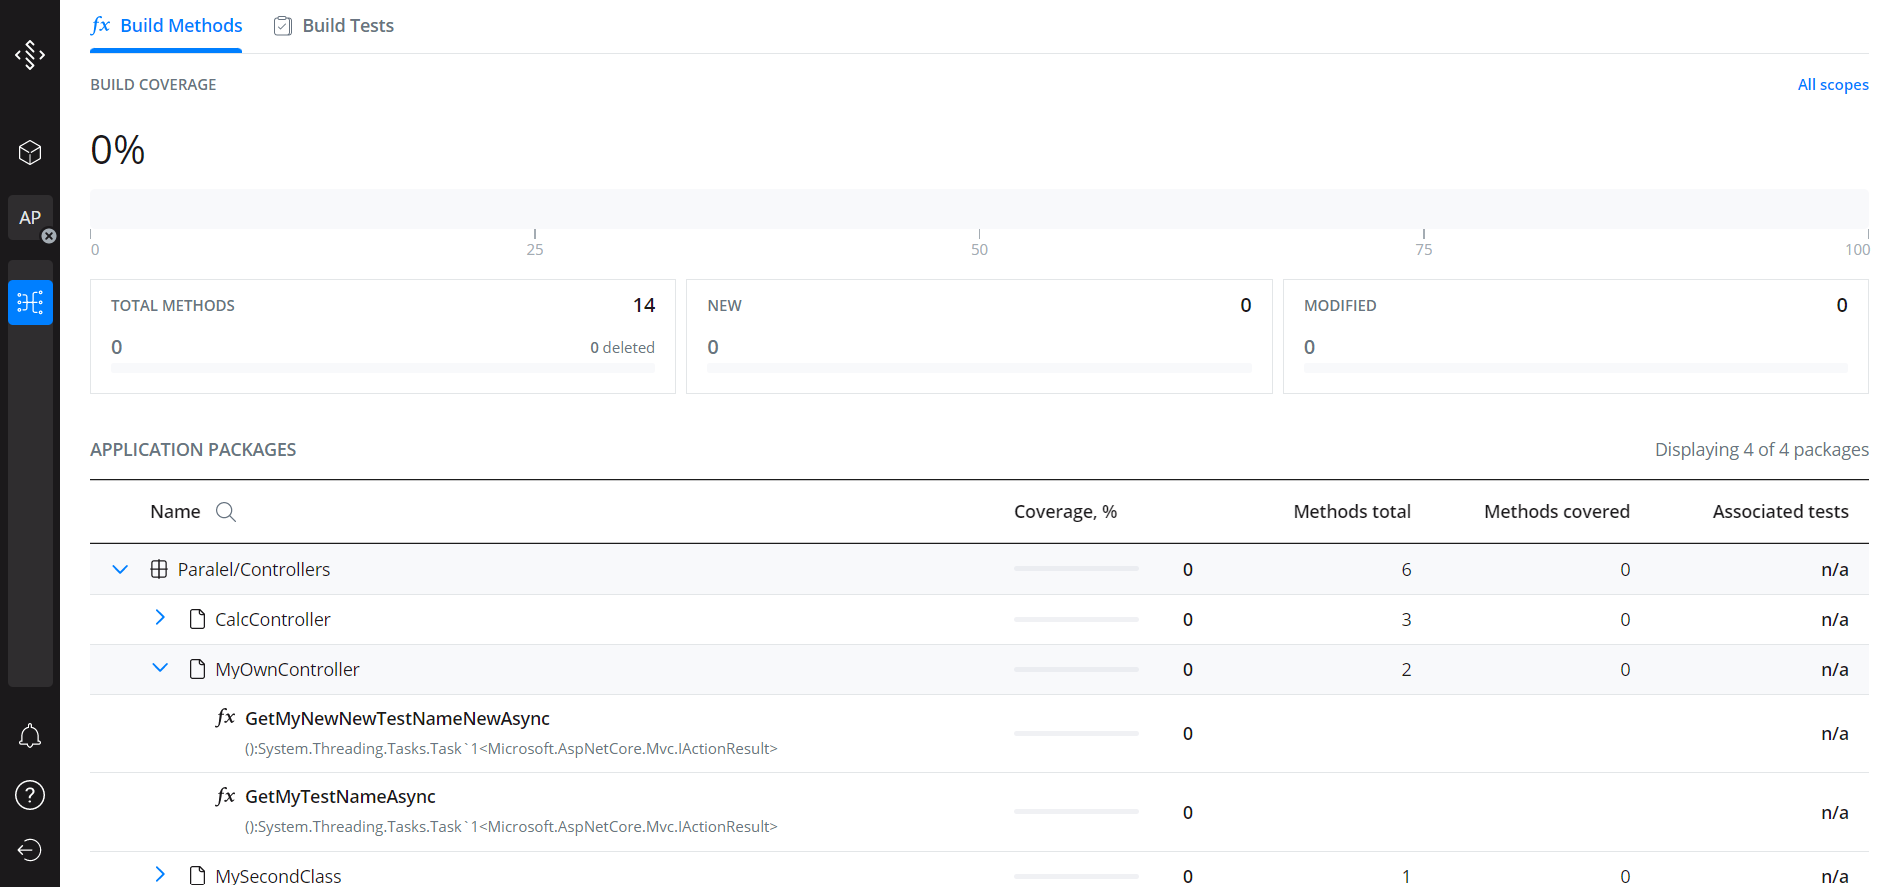 fx Build Methods Build Tests
BUILD COVERAGE All scopes
0%
AP
0 25 50 75 100
TOTAL METHODS 14 NEW 0 MODIFIED 0
0 0 deleted 0 0
APPLICATION PACKAGES Displaying 4 of 4 packages
Name Coverage, % Methods total Methods covered Associated tests
Paralel/Controllers 0 6 0 n/a
CalcController 0 3 0 n/a
MyOwnController 0 2 0 n/a
fx GetMyNewNewTestNameNewAsync 0 n/a
():System.Threading.Tasks.Task`1<Microsoft.AspNetCore.Mvc.IActionResult>
fx GetMyTestNameAsync 0 n/a
():System.Threading.Tasks.Task`1<Microsoft.AspNetCore.Mvc.IActionResult>
?
MySecondClass 0 1 0 n/a